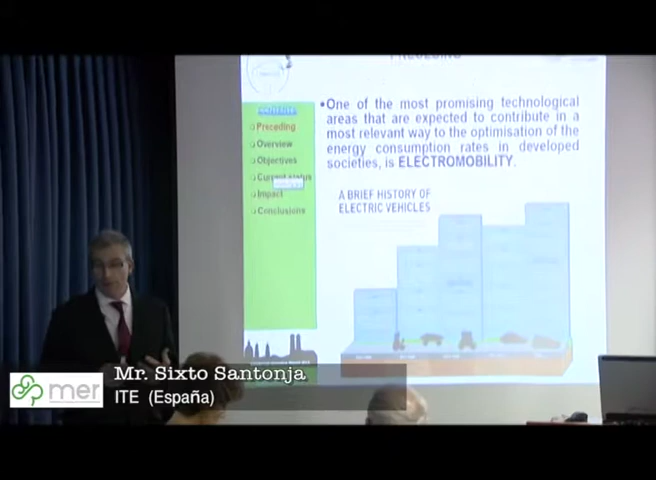 Preceding
Overview
Objectives
Current status
Impact
Conclusions
•One of the most promising technological
areas that are expected to contribute in a
most relevant way to the optimisation of the
energy consumption rates in developed
societies, is ELECTROMOBILITY.
A BRIEF HISTORY OF
ELECTRIC VEHICLES
mer
Mr. Sixto Santonja
ITE (España)